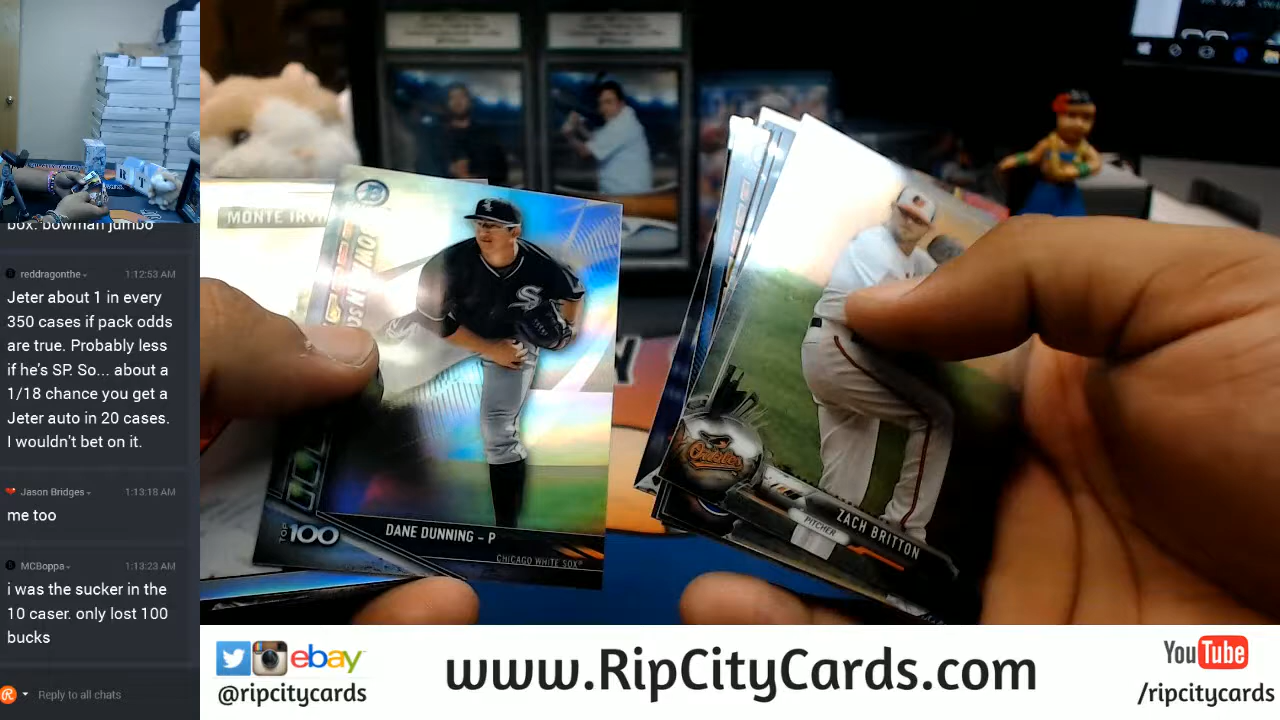 box: bowman jumbo
reddragonthe
1:12:53 AM
Jeter about 1 in every
350 cases if pack odds
are true. Probably less
if he's SP. So... about a
1/18 chance you get a
Jeter auto in 20 cases.
I wouldn't bet on it.
Jason Bridges
1:13:18 AM
me too
MCBoppa
1:13:23 AM
i was the sucker in the
10 caser. only lost 100
bucks
Reply to all chats
MONTE
TOP 100
DANE DUNNING - P
CHICAGO WHITE SOX
Orioles
ZACH BRITTON
PITCHER
ebay
@ripcitycards
www.RipCityCards.com
YouTube
/ripcitycards